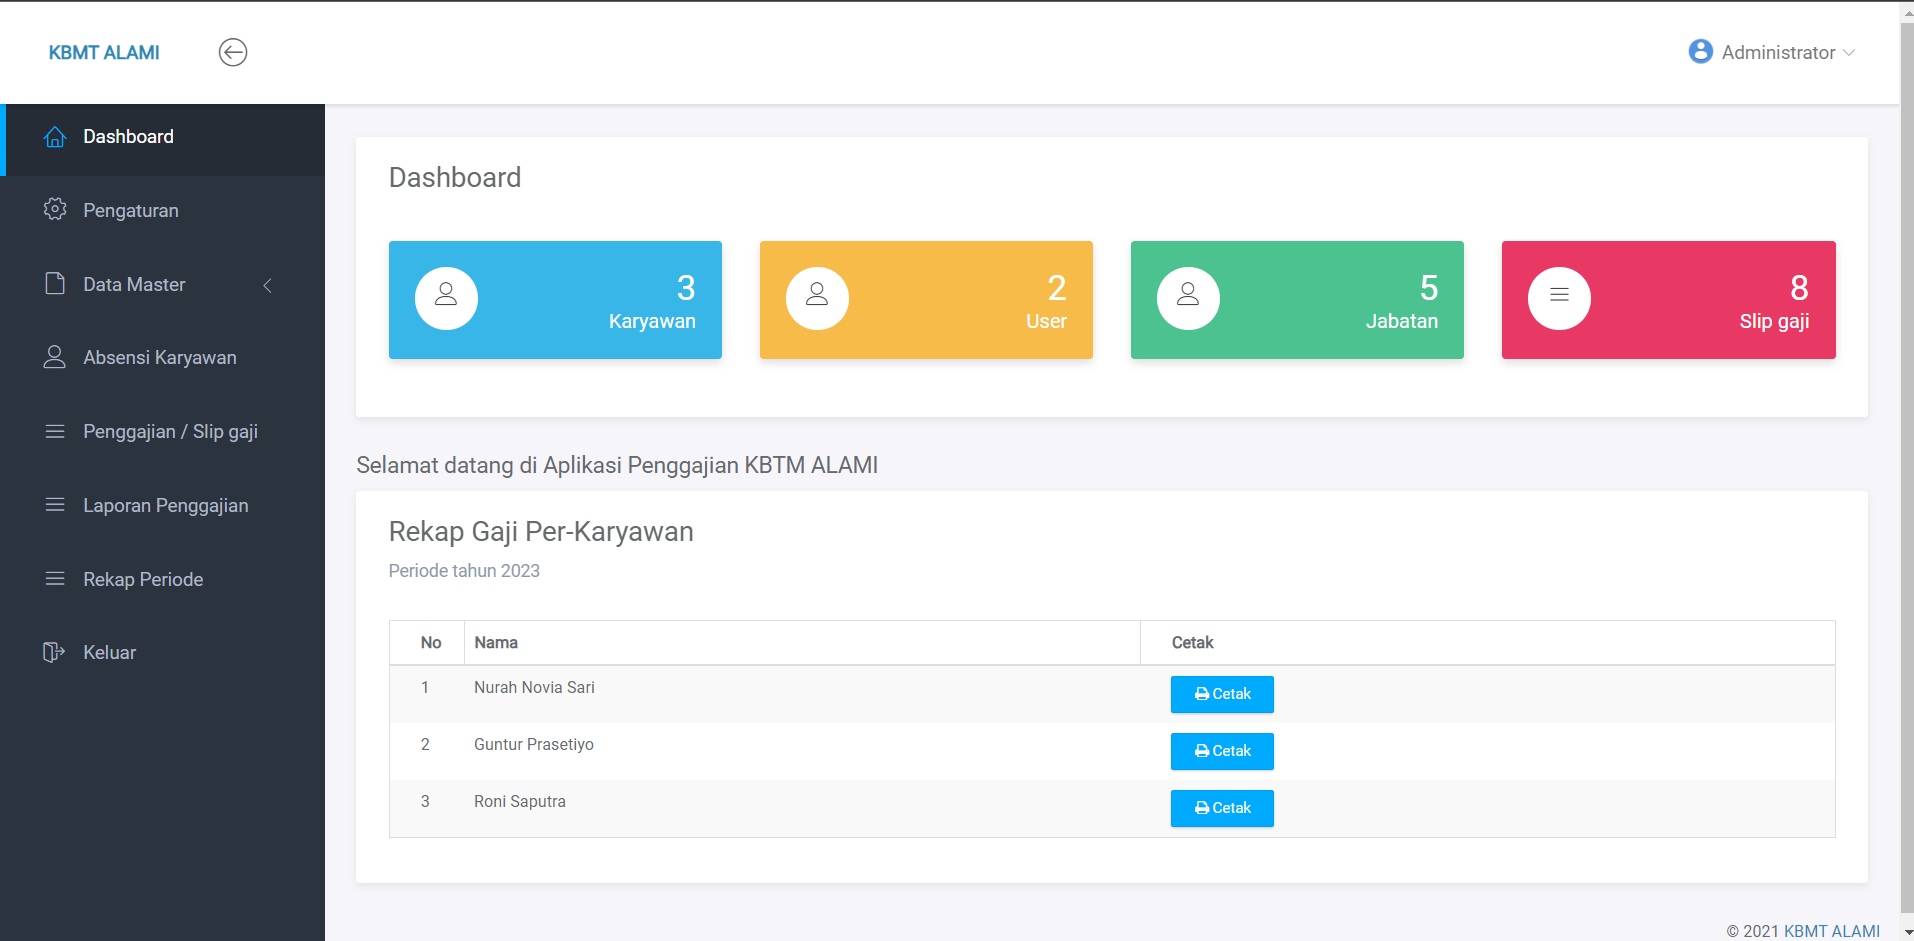 KBMT ALAMI
Administrator
Dashboard
Pengaturan
Data Master
Absensi Karyawan
Penggajian / Slip gaji
Laporan Penggajian
Rekap Periode
Keluar
Dashboard
3
Karyawan
2
User
5
Jabatan
8
Slip gaji
Selamat datang di Aplikasi Penggajian KBTM ALAMI
Rekap Gaji Per-Karyawan
Periode tahun 2023
No Nama Cetak
1 Nurah Novia Sari Cetak
2 Guntur Prasetiyo Cetak
3 Roni Saputra Cetak
© 2021 KBMT ALAMI